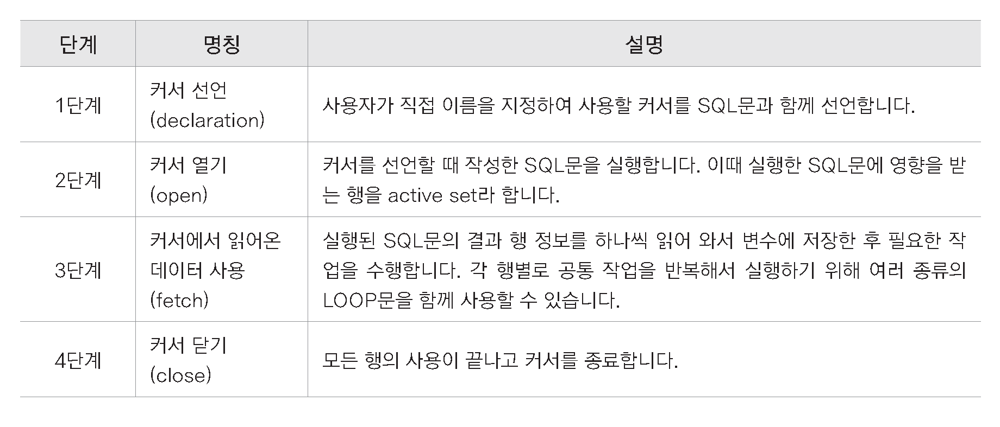 단계 명칭 설명
1단계
커서 선언
(declaration)
사용자가 직접 이름을 지정하여 사용할 커서를 SQL문과 함께 선언합니다.
2단계
커서 열기
(open)
커서를 선언할 때 작성한 SQL문을 실행합니다. 이때 실행한 SQL문에 영향을 받
는 행을 active set라 합니다.
3단계
커서에서 읽어온
데이터 사용
(fetch)
실행된 SQL문의 결과 행 정보를 하나씩 읽어 와서 변수에 저장한 후 필요한 작
업을 수행합니다. 각 행별로 공통 작업을 반복해서 실행하기 위해 여러 종류의
LOOP문을 함께 사용할 수 있습니다.
4단계
커서 닫기
(close)
모든 행의 사용이 끝나고 커서를 종료합니다.